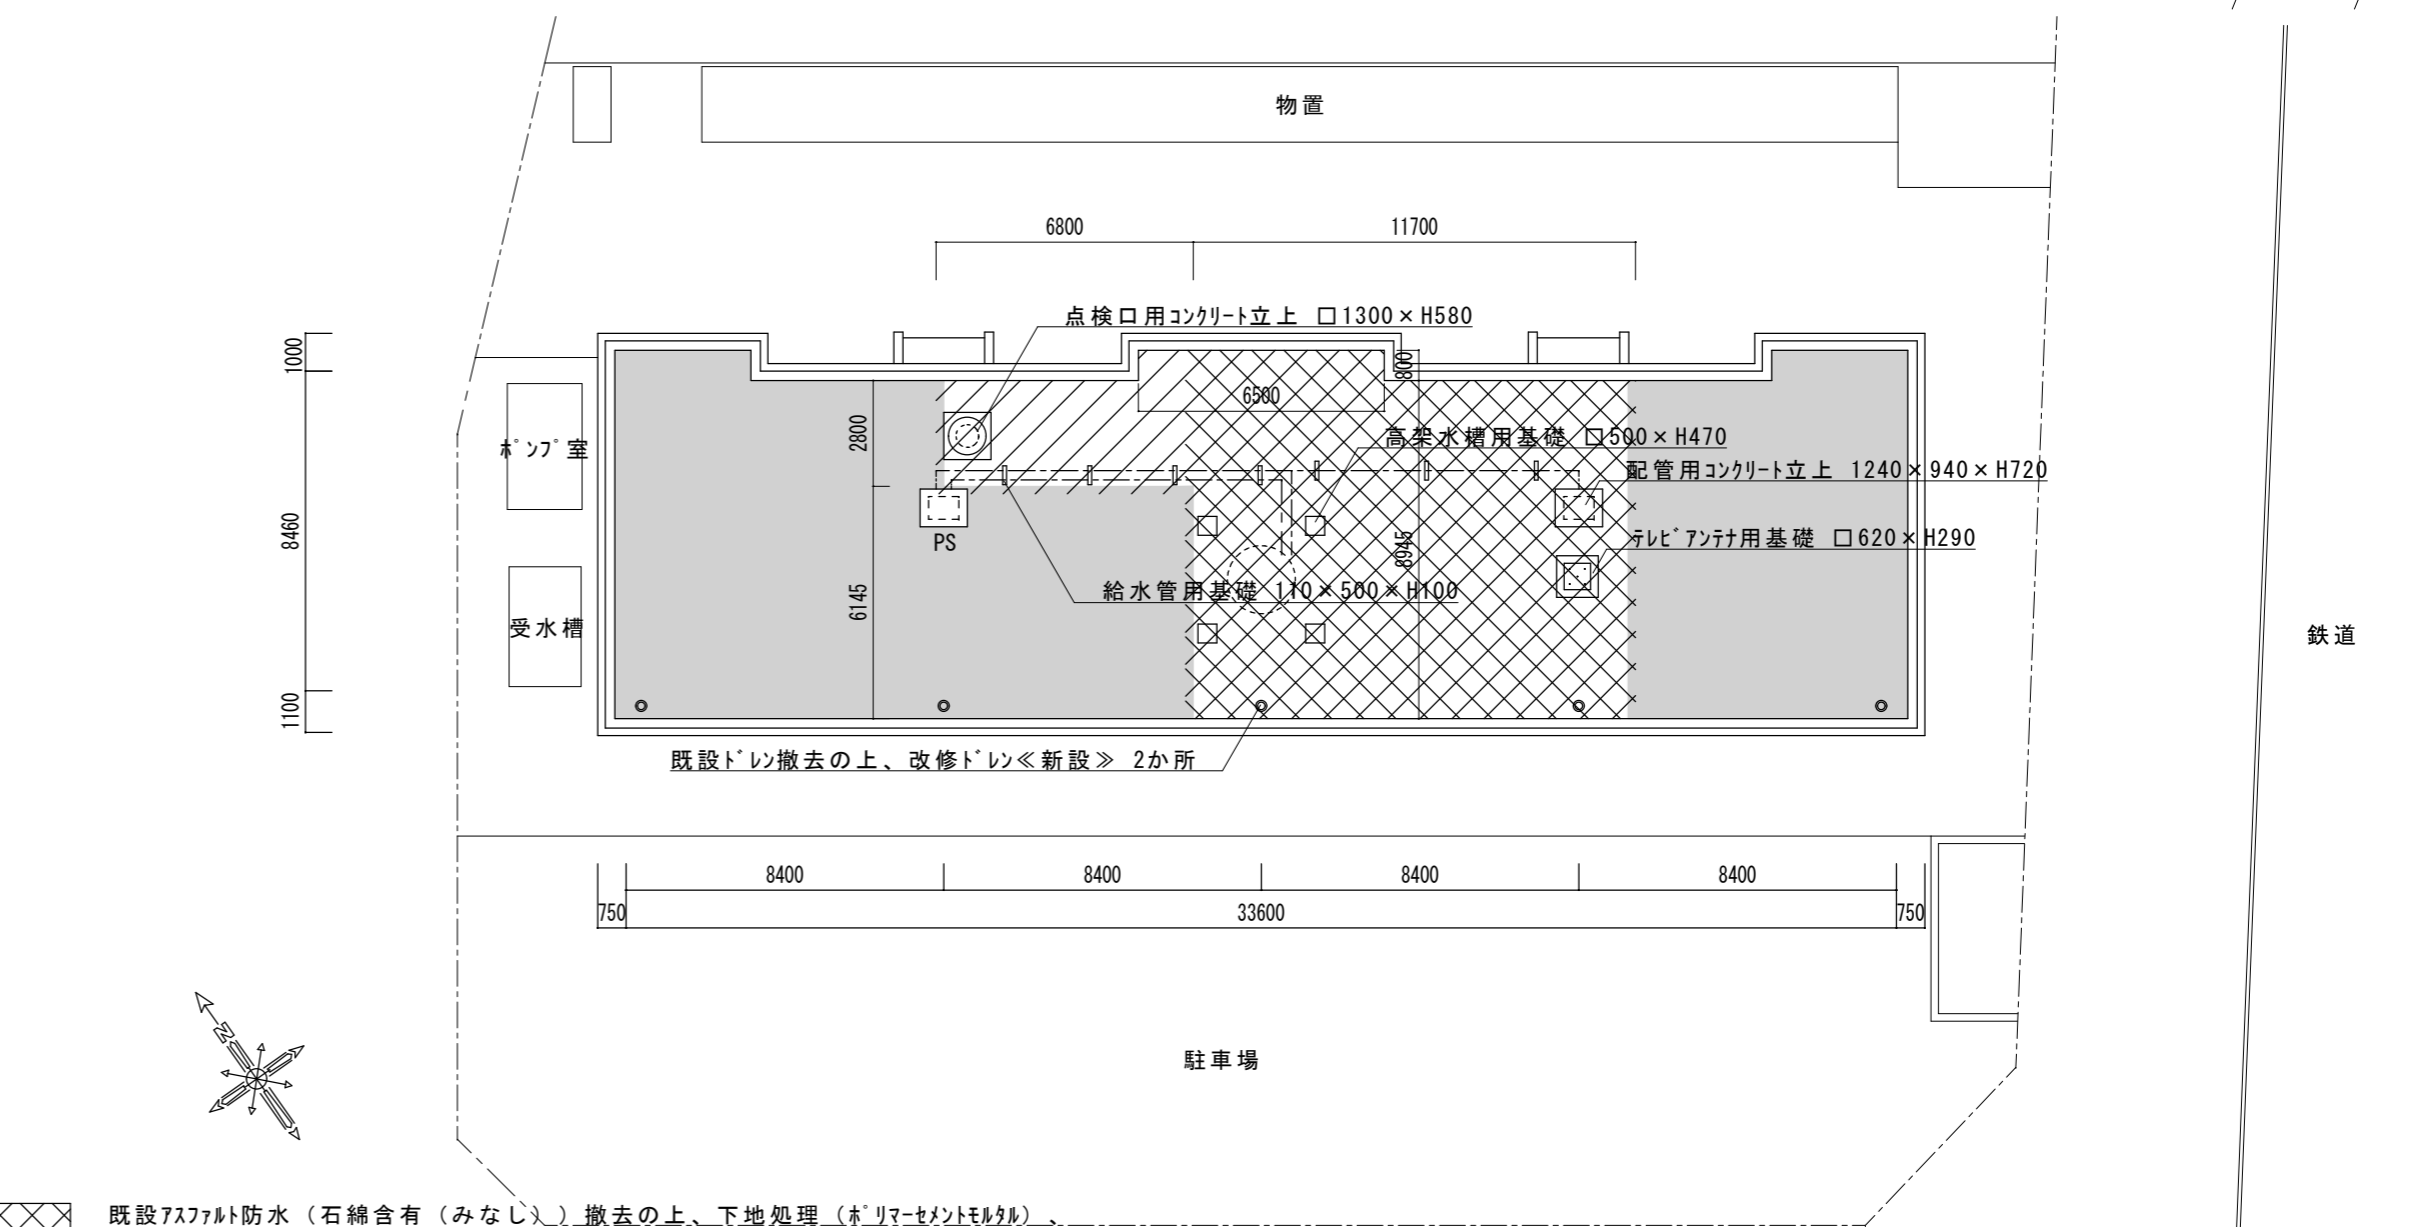 物置
6800
11700
点検口用ｺﾝｸﾘｰﾄ立上 □1300×H580
1000
800
6500
2800
高架水槽用基礎 □500×H470
ﾎﾟﾝﾌﾟ室
配管用ｺﾝｸﾘｰﾄ立上 1240×940×H720
8460
PS
8945
ﾃﾚﾋﾞｱﾝﾃﾅ用基礎 □620×H290
給水管用基礎 110×500×H100
6145
受水槽
鉄道
1100
既設ﾄﾞﾚﾝ撤去の上、改修ﾄﾞﾚﾝ≪新設≫ 2か所
8400
8400
8400
8400
750
33600
750
N
駐車場
既設ｱｽﾌｧﾙﾄ防水（石綿含有（みなし））撤去の上、下地処理（ﾎﾟﾘﾏｰｾﾒﾝﾄﾓﾙﾀﾙ）、